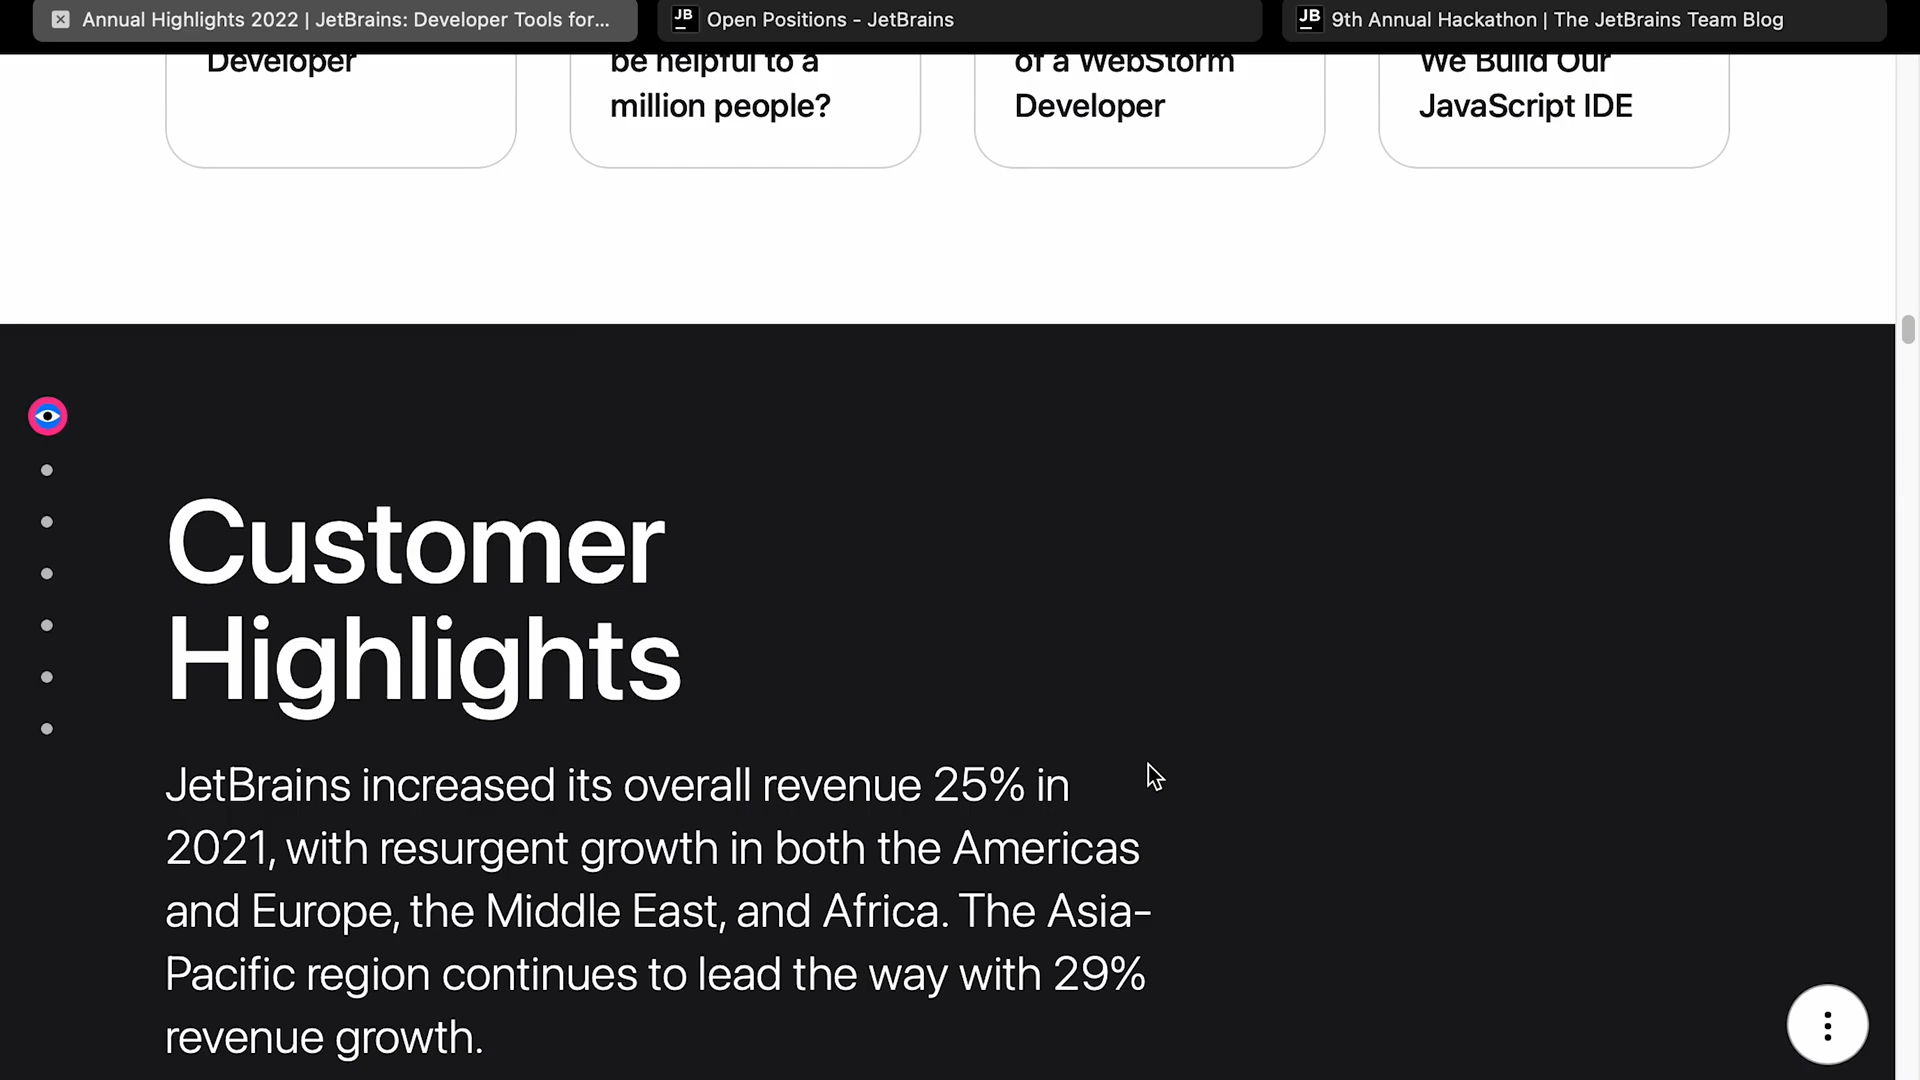 Annual Highlights 2022 | JetBrains: Developer Tools for...
JB Open Positions - JetBrains
JB 9th Annual Hackathon | The JetBrains Team Blog
Developer
be helpful to a
million people?
of a WebStorm
Developer
We Build Our
JavaScript IDE
Customer
Highlights
JetBrains increased its overall revenue 25% in
2021, with resurgent growth in both the Americas
and Europe, the Middle East, and Africa. The Asia-
Pacific region continues to lead the way with 29%
revenue growth.